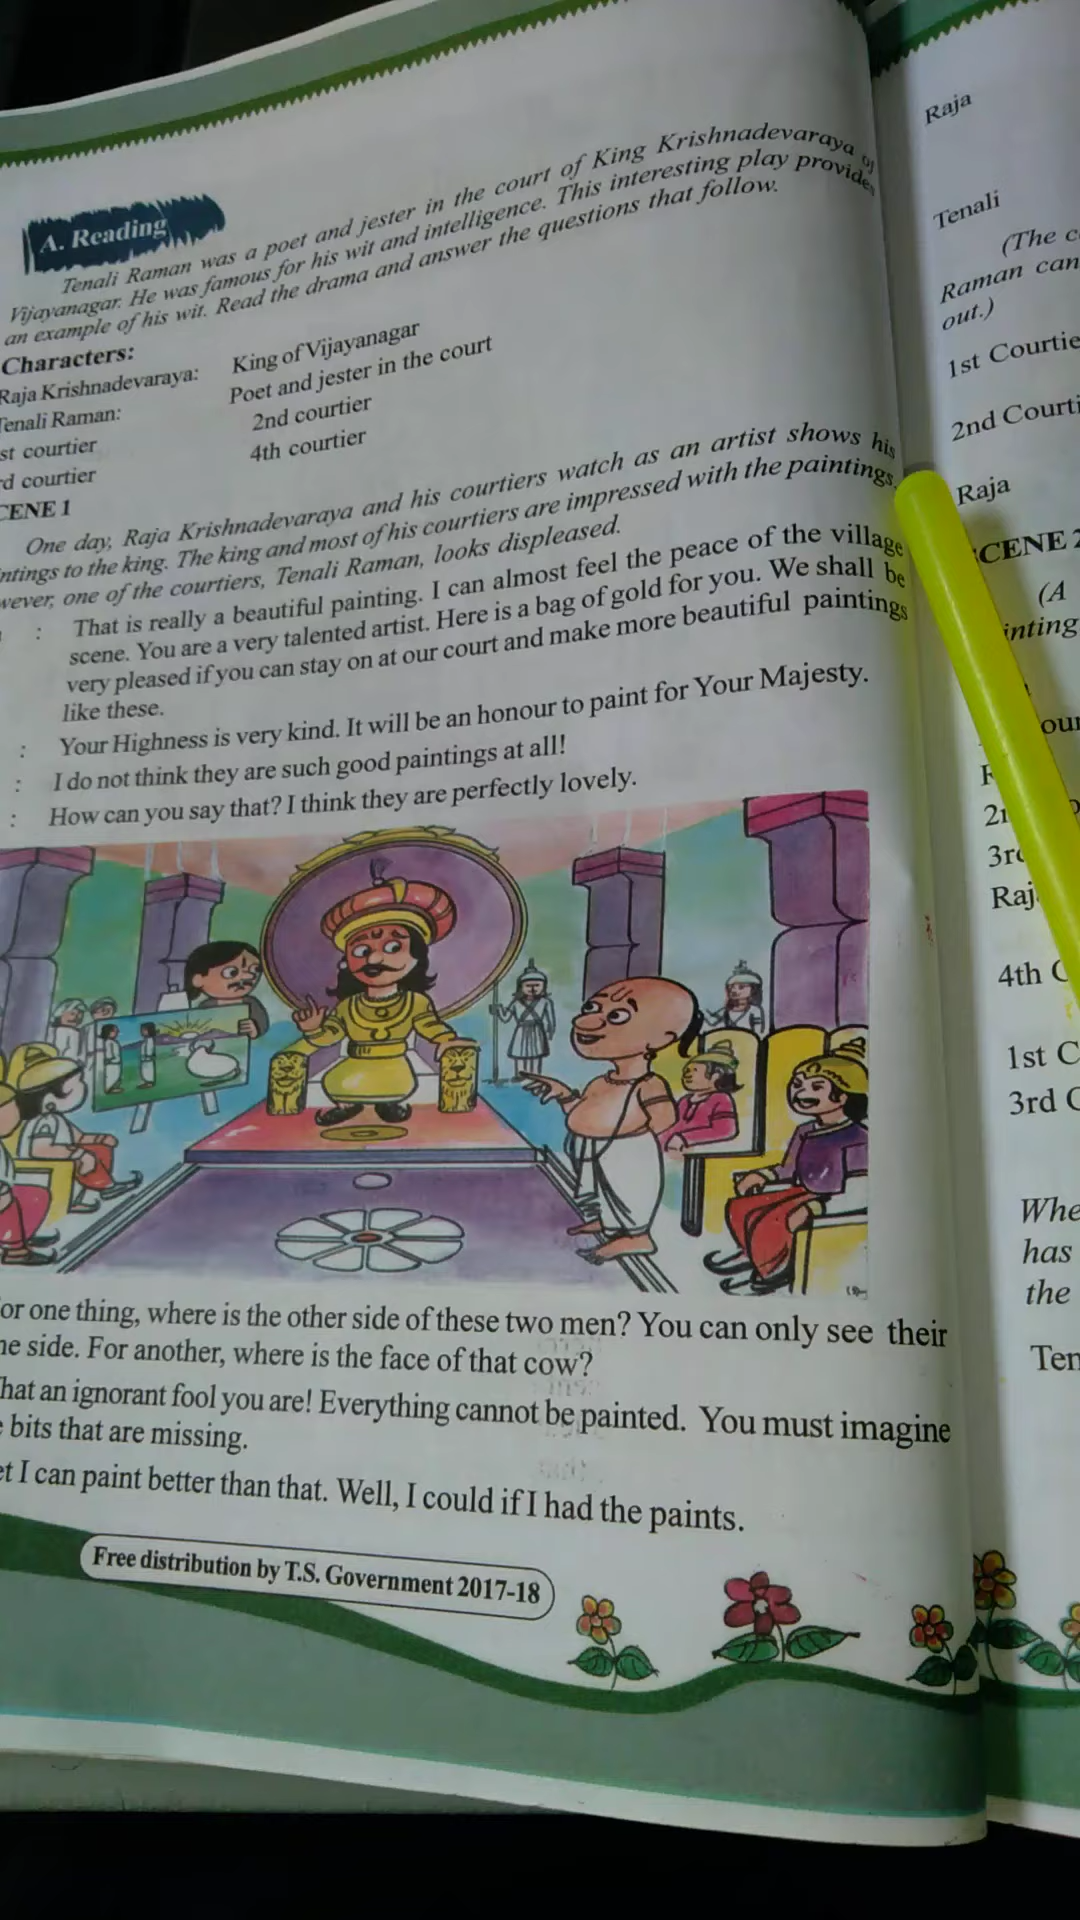 A. Reading
Tenali Raman was a poet and jester in the court of King Krishnadevaraya of
Vijayanagar. He was famous for his wit and intelligence. This interesting play provides
an example of his wit. Read the drama and answer the questions that follow.
Characters:
Raja Krishnadevaraya: King of Vijayanagar
Tenali Raman: Poet and jester in the court
st courtier 2nd courtier
rd courtier 4th courtier
CENE 1
One day, Raja Krishnadevaraya and his courtiers watch as an artist shows his
ntings to the king. The king and most of his courtiers are impressed with the paintings.
wever, one of the courtiers, Tenali Raman, looks displeased.
: That is really a beautiful painting. I can almost feel the peace of the village
scene. You are a very talented artist. Here is a bag of gold for you. We shall be
very pleased if you can stay on at our court and make more beautiful paintings
like these.
: Your Highness is very kind. It will be an honour to paint for Your Majesty.
: I do not think they are such good paintings at all!
: How can you say that? I think they are perfectly lovely.
or one thing, where is the other side of these two men? You can only see their
ne side. For another, where is the face of that cow?
hat an ignorant fool you are! Everything cannot be painted. You must imagine
e bits that are missing.
et I can paint better than that. Well, I could if I had the paints.
Free distribution by T.S. Government 2017-18
Raja
Tenali
(The c
Raman can
out.)
1st Courtie
2nd Courti
Raja
CENE 2
(A
inting
our
R
2n
3rd
Raj
4th C
1st C
3rd C
Whe
has
the
Ten